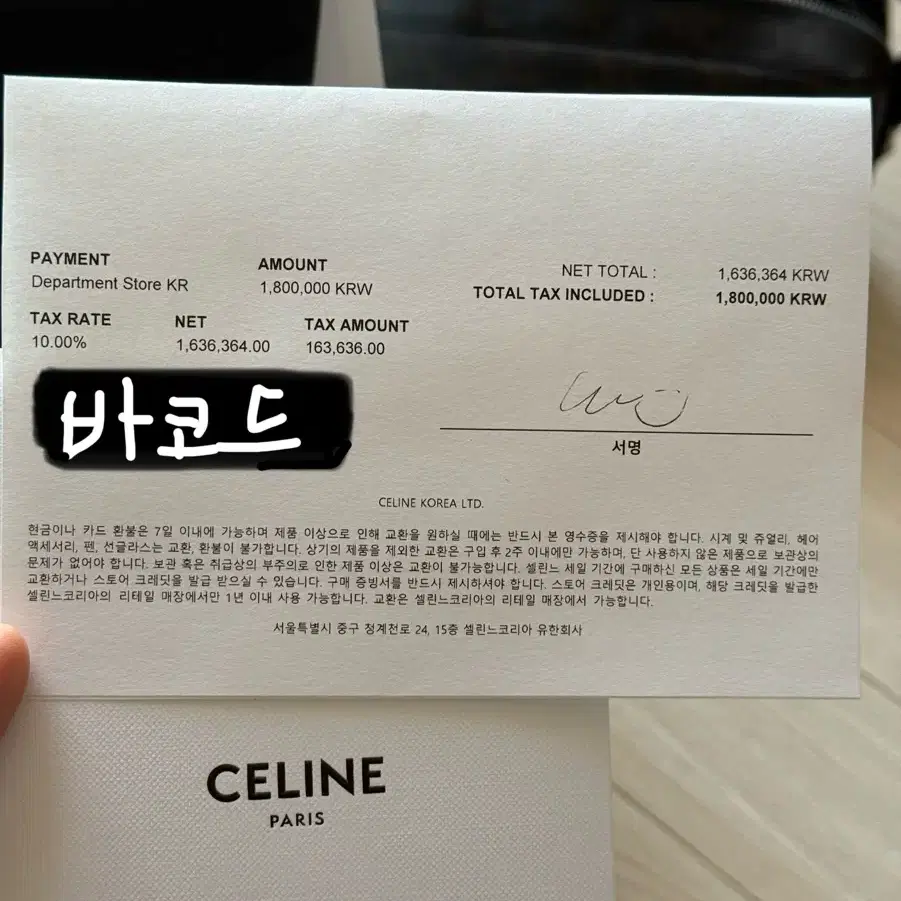 PAYMENT AMOUNT NET TOTAL : 1,636,364 KRW
Department Store KR 1,800,000 KRW TOTAL TAX INCLUDED : 1,800,000 KRW
TAX RATE NET TAX AMOUNT
10.00% 1,636,364.00 163,636.00
바코드
서명
CELINE KOREA LTD.
현금이나 카드 환불은 7일 이내에 가능하며 제품 이상으로 인해 교환을 원하실 때에는 반드시 본 영수증을 제시해야 합니다. 시계 및 쥬얼리, 헤어
액세서리, 펜, 선글라스는 교환, 환불이 불가합니다. 상기의 제품을 제외한 교환은 구입 후 2주 이내에만 가능하며, 단 사용하지 않은 제품으로 보관상의
문제가 없어야 합니다. 보관 혹은 취급상의 부주의로 인한 제품 이상은 교환이 불가능합니다. 셀린느 세일 기간에 구매하신 모든 상품은 세일 기간에만
교환하거나 스토어 크레딧을 발급 받으실 수 있습니다. 구매 증빙서를 반드시 제시하셔야 합니다. 스토어 크레딧은 개인용이며, 해당 크레딧을 발급한
셀린느코리아의 리테일 매장에서만 1년 이내 사용 가능합니다. 교환은 셀린느코리아의 리테일 매장에서 가능합니다.
서울특별시 중구 청계천로 24, 15층 셀린느코리아 유한회사
CELINE
PARIS